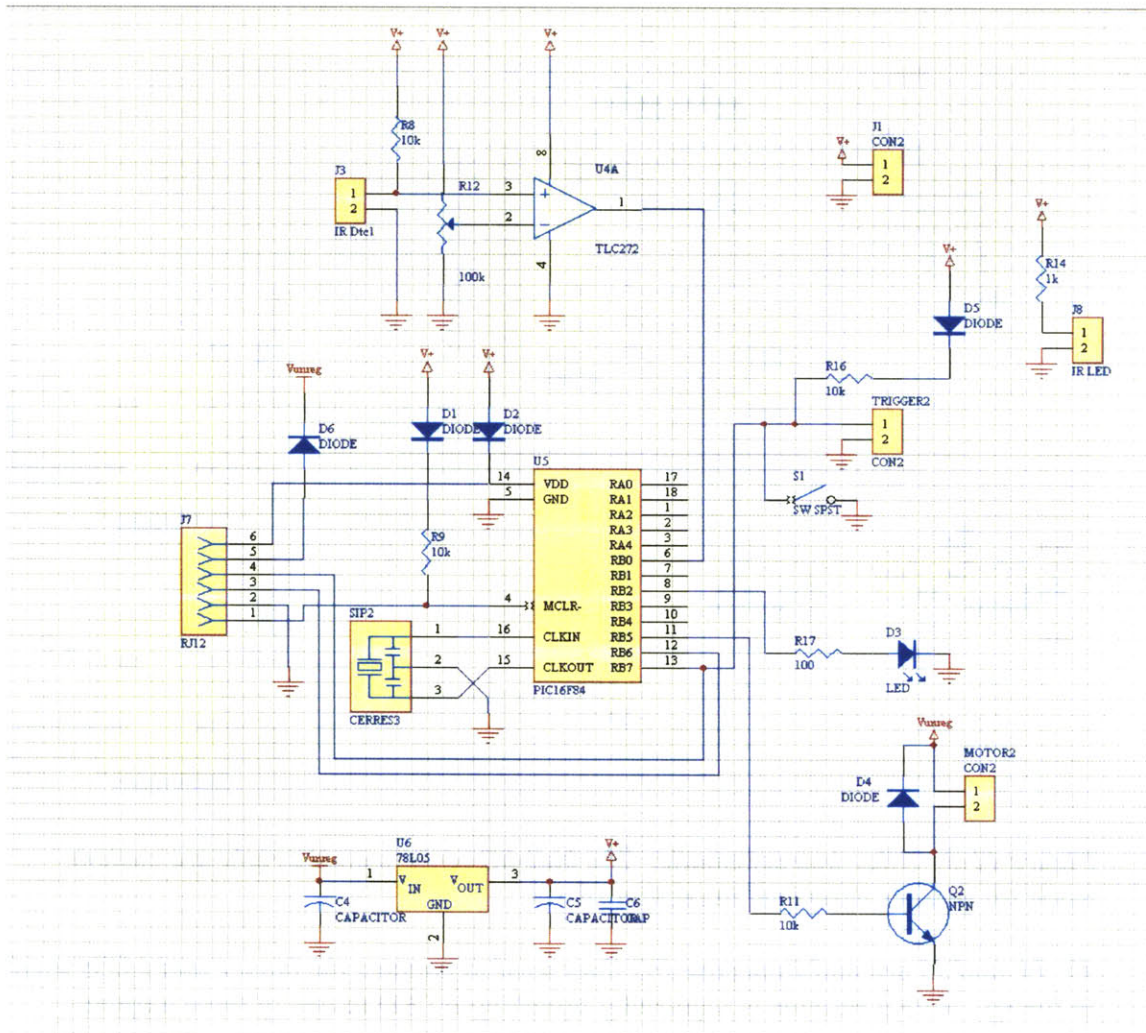 V+
V+
V+
R8
10k
J3
1
2
IR Dtel
R12
100k
3
2
8
4
1
U4A
TLC272
J1
CON2
V+
1
2
V+
R14
1k
J8
1
2
IR LED
V+
D5
DIODE
R16
10k
TRIGGER2
1
2
CON2
S1
SW SPST
Vunreg
D6
DIODE
V+
D1
DIODE
V+
D2
DIODE
R9
10k
J7
6
5
4
3
2
1
RJ12
SIP2
1
2
3
CERRES3
U5
14
5
4
16
15
VDD
GND
MCLR-
CLKIN
CLKOUT
RA0
RA1
RA2
RA3
RA4
RB0
RB1
RB2
RB3
RB4
RB5
RB6
RB7
17
18
1
2
3
6
7
8
9
10
11
12
13
PIC16F84
R17
100
D3
LED
Vunreg
MOTOR2
CON2
1
2
D4
DIODE
Q2
NPN
R11
10k
Vunreg
C4
CAPACITOR
U6
78L05
1
VIN
VOUT
GND
3
2
V+
C5
CAPACITOR
C6
CAP